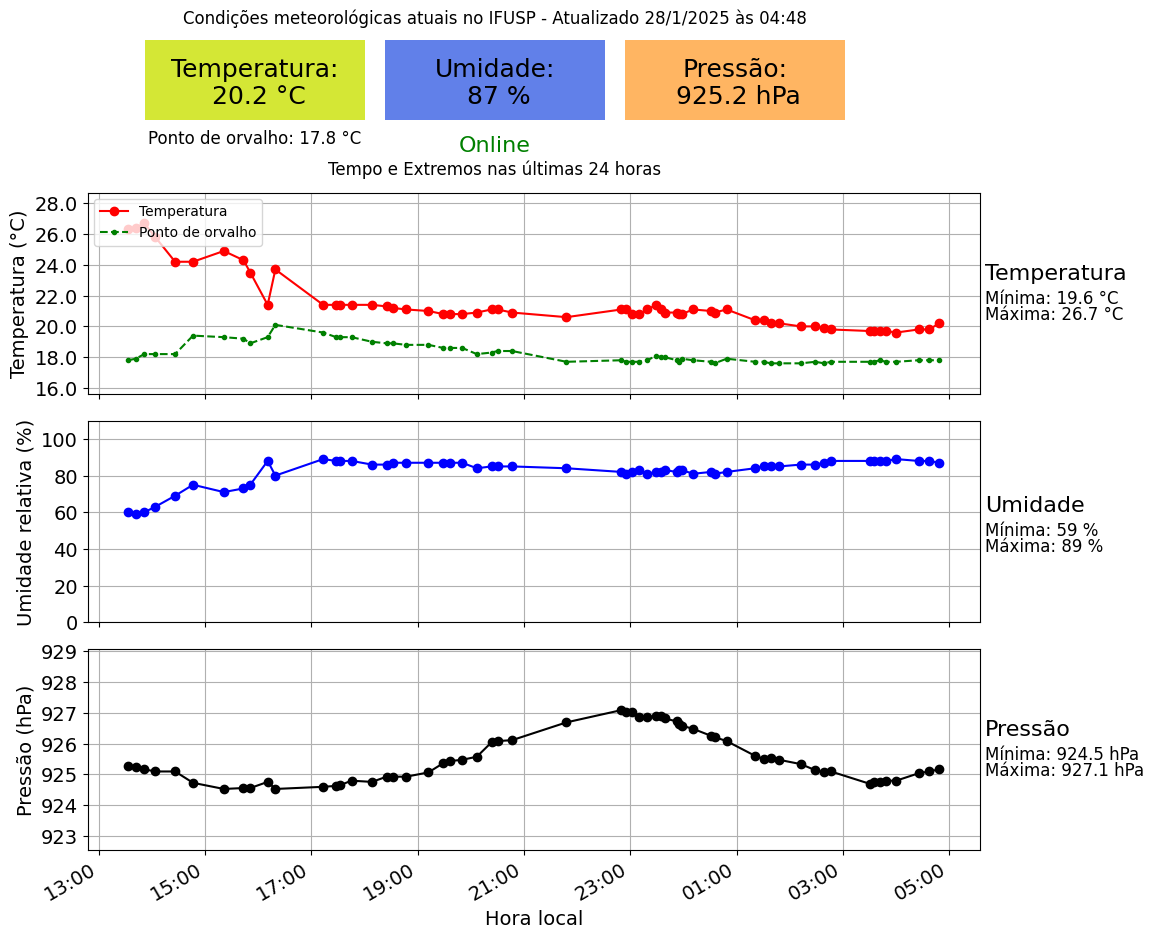 Condições meteorológicas atuais no IFUSP - Atualizado 28/1/2025 às 04:48
Temperatura:
20.2 °C
Umidade:
87 %
Pressão:
925.2 hPa
Ponto de orvalho: 17.8 °C
Online
Tempo e Extremos nas últimas 24 horas
Temperatura (°C)
28.0
26.0
24.0
22.0
20.0
18.0
16.0
Temperatura
Ponto de orvalho
Temperatura
Mínima: 19.6 °C
Máxima: 26.7 °C
Umidade relativa (%)
100
80
60
40
20
0
Umidade
Mínima: 59 %
Máxima: 89 %
Pressão (hPa)
929
928
927
926
925
924
923
Pressão
Mínima: 924.5 hPa
Máxima: 927.1 hPa
13:00
15:00
17:00
19:00
21:00
23:00
01:00
03:00
05:00
Hora local